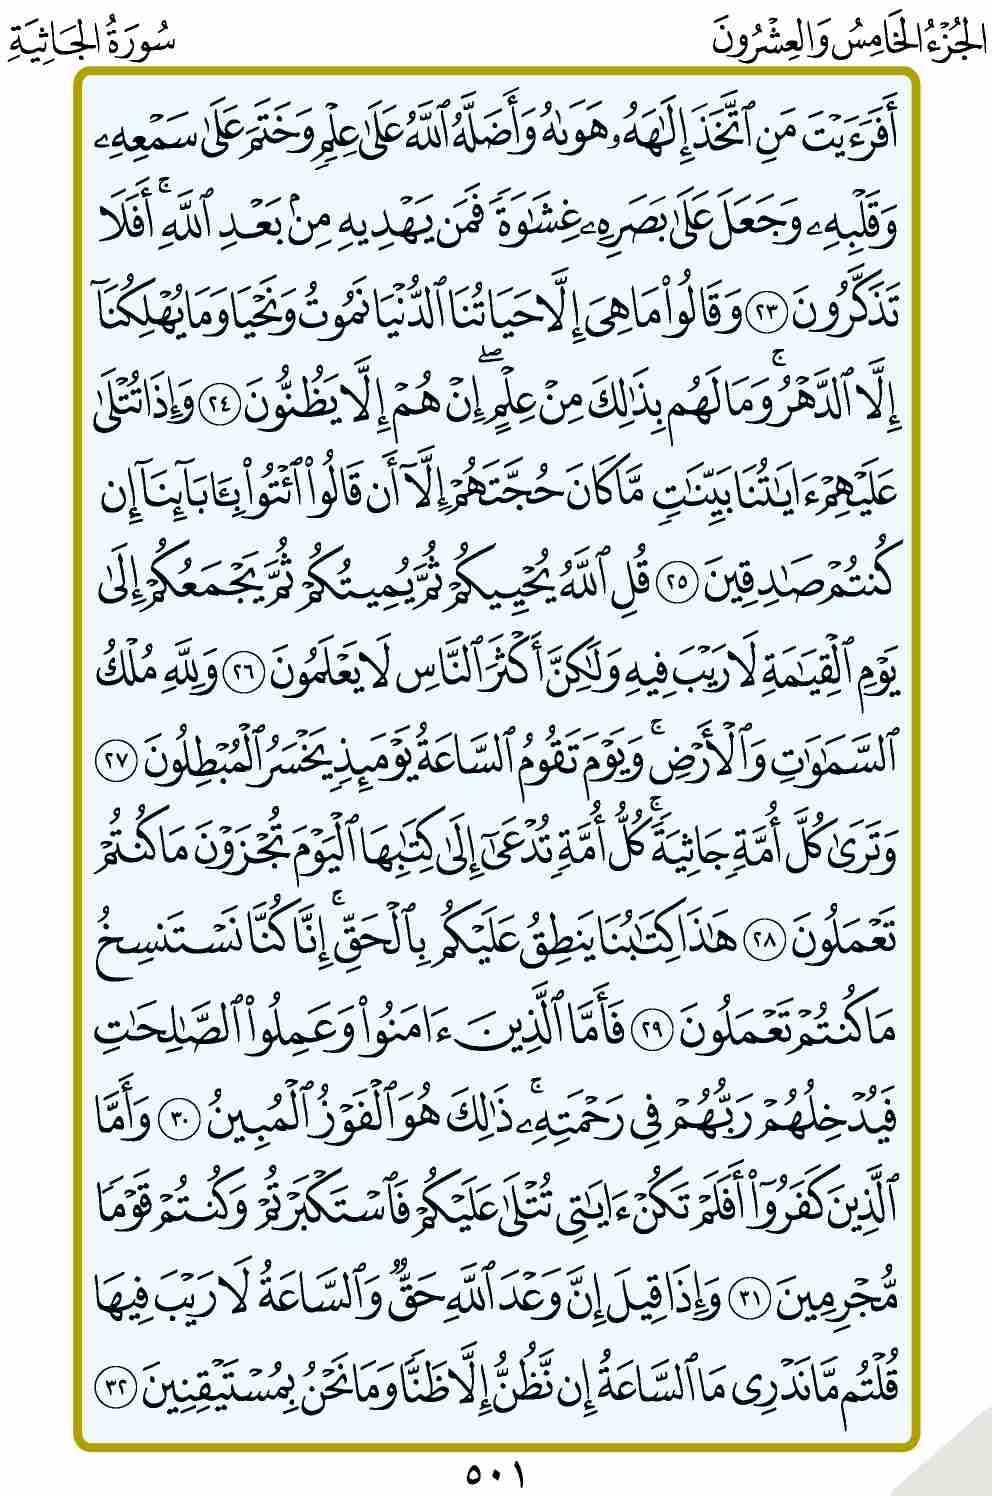 الجُزْءُ الخَامِسُ وَالعِشْرُونَ
سُورَةُ الجَاثِيَةِ
أَفَرَءَيْتَ مَنِ ٱتَّخَذَ إِلَٰهَهُۥ هَوَىٰهُ وَأَضَلَّهُ ٱللَّهُ عَلَىٰ عِلْمٖ وَخَتَمَ عَلَىٰ سَمْعِهِۦ
وَقَلْبِهِۦ وَجَعَلَ عَلَىٰ بَصَرِهِۦ غِشَٰوَةٗ فَمَن يَهْدِيهِ مِنۢ بَعْدِ ٱللَّهِۚ أَفَلَا
تَذَكَّرُونَ ٢٣ وَقَالُواْ مَا هِيَ إِلَّا حَيَاتُنَا ٱلدُّنْيَا نَمُوتُ وَنَحْيَا وَمَا يُهْلِكُنَآ
إِلَّا ٱلدَّهْرُۚ وَمَا لَهُم بِذَٰلِكَ مِنْ عِلْمٍۖ إِنْ هُمْ إِلَّا يَظُنُّونَ ٢٤ وَإِذَا تُتْلَىٰ
عَلَيْهِمْ ءَايَٰتُنَا بَيِّنَٰتٖ مَّا كَانَ حُجَّتَهُمْ إِلَّآ أَن قَالُواْ ٱئْتُواْ بِـَٔابَآئِنَآ إِن
كُنتُمْ صَٰدِقِينَ ٢٥ قُلِ ٱللَّهُ يُحْيِيكُمْ ثُمَّ يُمِيتُكُمْ ثُمَّ يَجْمَعُكُمْ إِلَىٰ
يَوْمِ ٱلْقِيَٰمَةِ لَا رَيْبَ فِيهِ وَلَٰكِنَّ أَكْثَرَ ٱلنَّاسِ لَا يَعْلَمُونَ ٢٦ وَلِلَّهِ مُلْكُ
ٱلسَّمَٰوَٰتِ وَٱلْأَرْضِۚ وَيَوْمَ تَقُومُ ٱلسَّاعَةُ يَوْمَئِذٖ يَخْسَرُ ٱلْمُبْطِلُونَ ٢٧
وَتَرَىٰ كُلَّ أُمَّةٖ جَاثِيَةٗۚ كُلُّ أُمَّةٖ تُدْعَىٰٓ إِلَىٰ كِتَٰبِهَا ٱلْيَوْمَ تُجْزَوْنَ مَا كُنتُمْ
تَعْمَلُونَ ٢٨ هَٰذَا كِتَٰبُنَا يَنطِقُ عَلَيْكُم بِٱلْحَقِّۚ إِنَّا كُنَّا نَسْتَنسِخُ
مَا كُنتُمْ تَعْمَلُونَ ٢٩ فَأَمَّا ٱلَّذِينَ ءَامَنُواْ وَعَمِلُواْ ٱلصَّٰلِحَٰتِ
فَيُدْخِلُهُمْ رَبُّهُمْ فِي رَحْمَتِهِۦۚ ذَٰلِكَ هُوَ ٱلْفَوْزُ ٱلْمُبِينُ ٣٠ وَأَمَّا
ٱلَّذِينَ كَفَرُوٓاْ أَفَلَمْ تَكُنْ ءَايَٰتِي تُتْلَىٰ عَلَيْكُمْ فَٱسْتَكْبَرْتُمْ وَكُنتُمْ قَوْمٗا
مُّجْرِمِينَ ٣١ وَإِذَا قِيلَ إِنَّ وَعْدَ ٱللَّهِ حَقّٞ وَٱلسَّاعَةُ لَا رَيْبَ فِيهَا
قُلْتُم مَّا نَدْرِي مَا ٱلسَّاعَةُ إِن نَّظُنُّ إِلَّا ظَنّٗا وَمَا نَحْنُ بِمُسْتَيْقِنِينَ ٣٢
٥٠١